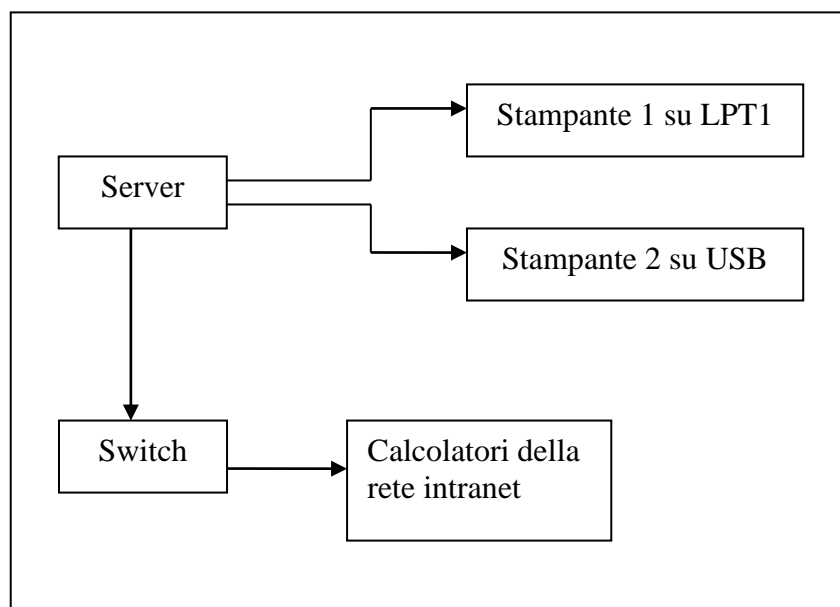 Stampante 1 su LPT1
Server
Stampante 2 su USB
Switch
Calcolatori della
rete intranet